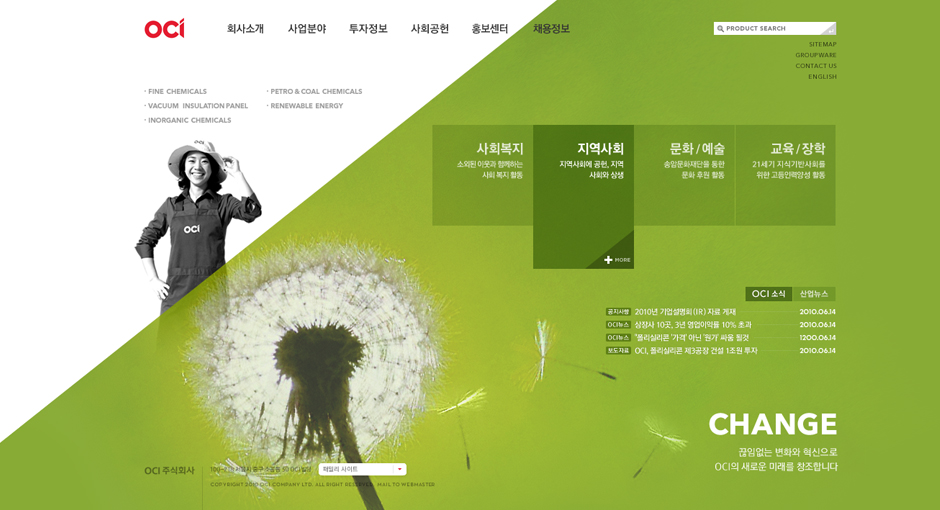 OCI
회사소개 사업분야 투자정보 사회공헌 홍보센터 채용정보
PRODUCT SEARCH
SITEMAP
GROUPWARE
CONTACT US
ENGLISH
· FINE CHEMICALS
· VACUUM INSULATION PANEL
· INORGANIC CHEMICALS
· PETRO & COAL CHEMICALS
· RENEWABLE ENERGY
사회복지
소외된 이웃과 함께하는
사회 복지 활동
지역사회
지역사회에 공헌, 지역
사회와 상생
MORE
문화 / 예술
송암문화재단을 통한
문화 후원 활동
교육 / 장학
21세기 지식기반사회를
위한 고등인력양성 활동
OCI
OCI 소식 산업뉴스
공지사항 2010년 기업설명회(IR) 자료 게재 2010.06.14
OCI뉴스 상장사 10곳, 3년 영업이익률 10% 초과 2010.06.14
OCI뉴스 '폴리실리콘 '가격' 아닌 '원가' 싸움 될것 1200.06.14
보도자료 OCI, 폴리실리콘 제3공장 건설 1조원 투자 2010.06.14
CHANGE
끊임없는 변화와 혁신으로
OCI의 새로운 미래를 창조합니다
OCI 주식회사
중구 소공동 50 OCI빌딩
패밀리 사이트
COPYRIGHT 2010 OCI COMPANY LTD. ALL RIGHT RESERVED. MAIL TO WEBMASTER